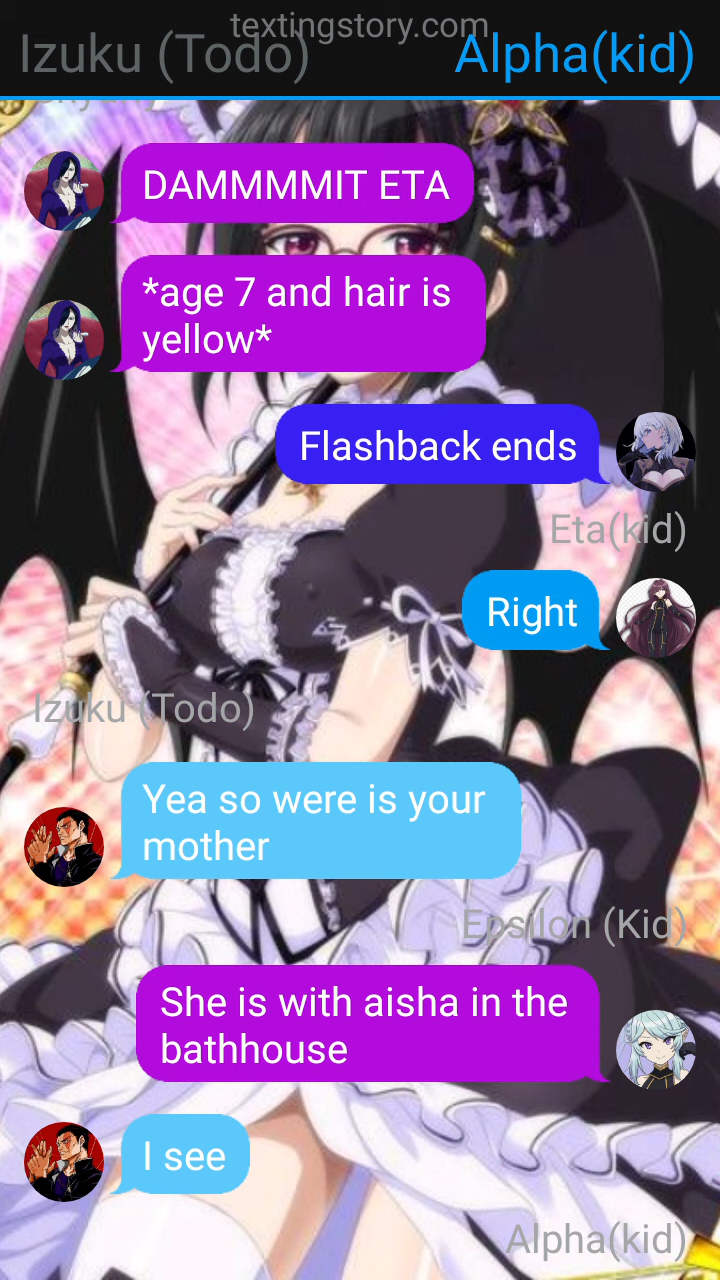 textingstory.com
Izuku (Todo)
Alpha(kid)
DAMMMMIT ETA
*age 7 and hair is
yellow*
Flashback ends
Eta(kid)
Right
Izuku (Todo)
Yea so were is your
mother
Epsilon (Kid)
She is with aisha in the
bathhouse
I see
Alpha(kid)